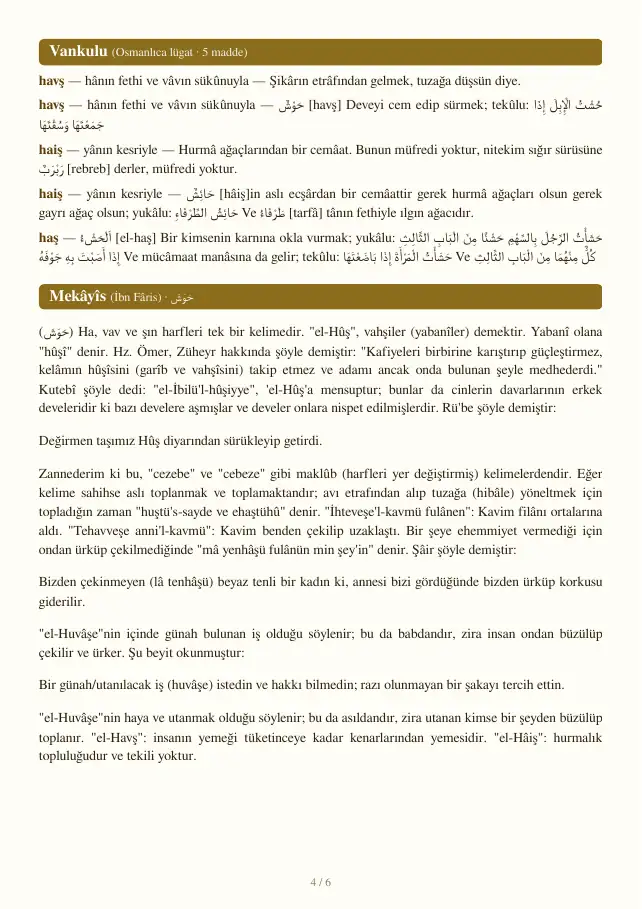 Vankulu (Osmanlıca lügat · 5 madde)
havş — hânın fethi ve vâvın sükûnuyla — Şikârın etrâfından gelmek, tuzağa düşsün diye.
havş — hânın fethi ve vâvın sükûnuyla — حَوْشٌ [havş] Deveyi cem edip sürmek; tekûlu: حُشْتُ الْإِبِلَ إِذَا
جَمَعْتَهَا وَسُقْتَهَا
haiş — yânın kesriyle — Hurmâ ağaçlarından bir cemâat. Bunun müfredi yoktur, nitekim sığır sürüsüne
رَبْرَبٌ [rebreb] derler, müfredi yoktur.
haiş — yânın kesriyle — حَائِشٌ [hâiş]in aslı ecşârdan bir cemâattir gerek hurmâ ağaçları olsun gerek
gayrı ağaç olsun; yukâlu: حَائِشُ الطَّرْفَاءِ Ve طَرْفَاءُ [tarfâ] tânın fethiyle ılgın ağacıdır.
haş — اَلْحَشْءُ [el-haş] Bir kimsenin karnına okla vurmak; yukâlu: حَشَأْتُ الرَّجُلَ بِالسَّهْمِ حَشْئًا مِنَ الْبَابِ الثَّالِثِ
إِذَا أَصَبْتَ بِهِ جَوْفَهُ Ve mücâmaat manâsına da gelir; tekûlu: حَشَأْتُ الْمَرْأَةَ إِذَا بَاضَعْتَهَا Ve كُلٌّ مِنْهُمَا مِنَ الْبَابِ الثَّالِثِ
Mekâyîs (İbn Fâris) · حَوَشَ
(حَوَشَ) Ha, vav ve şın harfleri tek bir kelimedir. "el-Hûş", vahşiler (yabanîler) demektir. Yabanî olana
"hûşî" denir. Hz. Ömer, Züheyr hakkında şöyle demiştir: "Kafiyeleri birbirine karıştırıp güçleştirmez,
kelâmın hûşîsini (garîb ve vahşîsini) takip etmez ve adamı ancak onda bulunan şeyle medhederdi."
Kutebî şöyle dedi: "el-İbilü'l-hûşiyye", 'el-Hûş'a mensuptur; bunlar da cinlerin davarlarının erkek
develeridir ki bazı develere aşmışlar ve develer onlara nispet edilmişlerdir. Rü'be şöyle demiştir:
Değirmen taşımız Hûş diyarından sürükleyip getirdi.
Zannederim ki bu, "cezebe" ve "cebeze" gibi maklûb (harfleri yer değiştirmiş) kelimelerdendir. Eğer
kelime sahihse aslı toplanmak ve toplamaktandır; avı etrafından alıp tuzağa (hibâle) yöneltmek için
topladığın zaman "huştü's-sayde ve ehaştühû" denir. "İhteveşe'l-kavmü fulânen": Kavim filânı ortalarına
aldı. "Tehavveşe anni'l-kavmü": Kavim benden çekilip uzaklaştı. Bir şeye ehemmiyet vermediği için
ondan ürküp çekilmediğinde "mâ yenhâşü fulânün min şey'in" denir. Şâir şöyle demiştir:
Bizden çekinmeyen (lâ tenhâşü) beyaz tenli bir kadın ki, annesi bizi gördüğünde bizden ürküp korkusu
giderilir.
"el-Huvâşe"nin içinde günah bulunan iş olduğu söylenir; bu da babdandır, zira insan ondan büzülüp
çekilir ve ürker. Şu beyit okunmuştur:
Bir günah/utanılacak iş (huvâşe) istedin ve hakkı bilmedin; razı olunmayan bir şakayı tercih ettin.
"el-Huvâşe"nin haya ve utanmak olduğu söylenir; bu da asıldandır, zira utanan kimse bir şeyden büzülüp
toplanır. "el-Havş": insanın yemeği tüketinceye kadar kenarlarından yemesidir. "el-Hâiş": hurmalık
topluluğudur ve tekili yoktur.
4 / 6